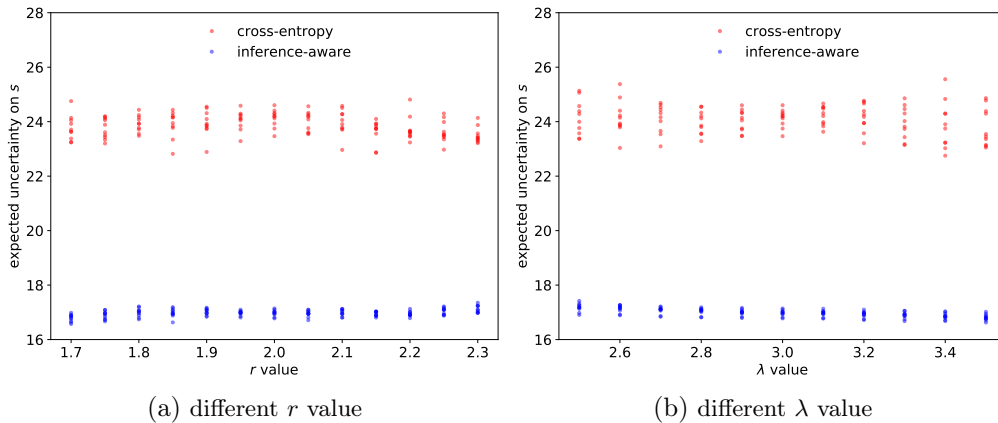 28
26
24
22
20
18
16
expected uncertainty on s
cross-entropy
inference-aware
1.7 1.8 1.9 2.0 2.1 2.2 2.3
r value
(a) different r value
28
26
24
22
20
18
16
expected uncertainty on s
cross-entropy
inference-aware
2.6 2.8 3.0 3.2 3.4
λ value
(b) different λ value